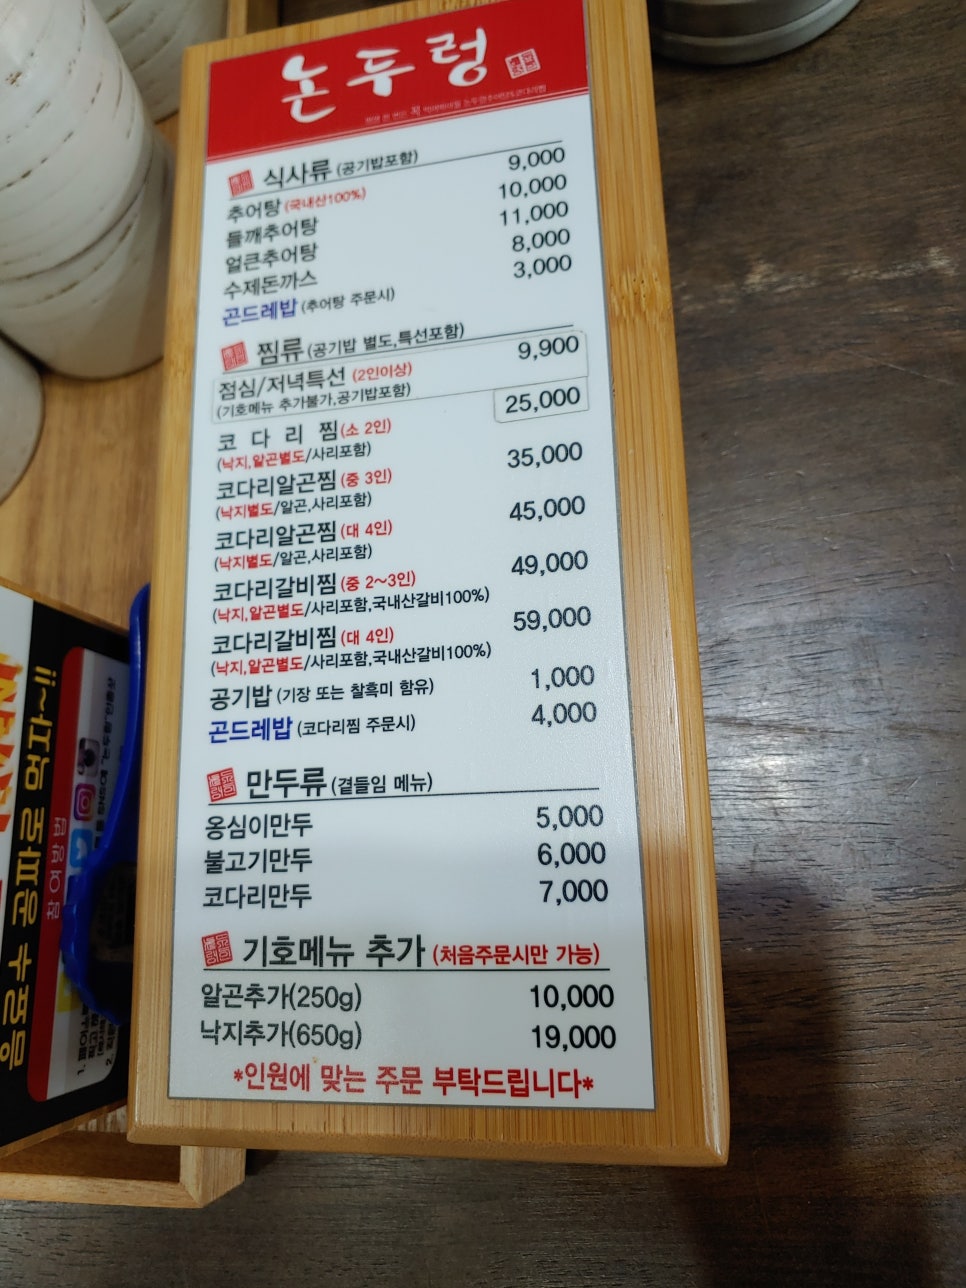 논두렁
식사류 (공기밥포함)
추어탕 (국내산100%) 9,000
들깨추어탕 10,000
얼큰추어탕 11,000
수제돈까스 8,000
곤드레밥 (추어탕 주문시) 3,000
찜류 (공기밥 별도,특선포함)
점심/저녁특선 (2인이상) 9,900
(기호메뉴 추가불가,공기밥포함)
코 다 리 찜 (소 2인) 25,000
(낙지,알곤별도/사리포함)
코다리알곤찜 (중 3인) 35,000
(낙지별도/알곤,사리포함)
코다리알곤찜 (대 4인) 45,000
(낙지별도/알곤,사리포함)
코다리갈비찜 (중 2~3인) 49,000
(낙지,알곤별도/사리포함,국내산갈비100%)
코다리갈비찜 (대 4인) 59,000
(낙지,알곤별도/사리포함,국내산갈비100%)
공기밥 (기장 또는 찰흑미 함유) 1,000
곤드레밥 (코다리찜 주문시) 4,000
만두류 (곁들임 메뉴)
옹심이만두 5,000
불고기만두 6,000
코다리만두 7,000
기호메뉴 추가 (처음주문시만 가능)
알곤추가(250g) 10,000
낙지추가(650g) 19,000
*인원에 맞는 주문 부탁드립니다*
음료수 공짜로 먹자~!!
참여방법